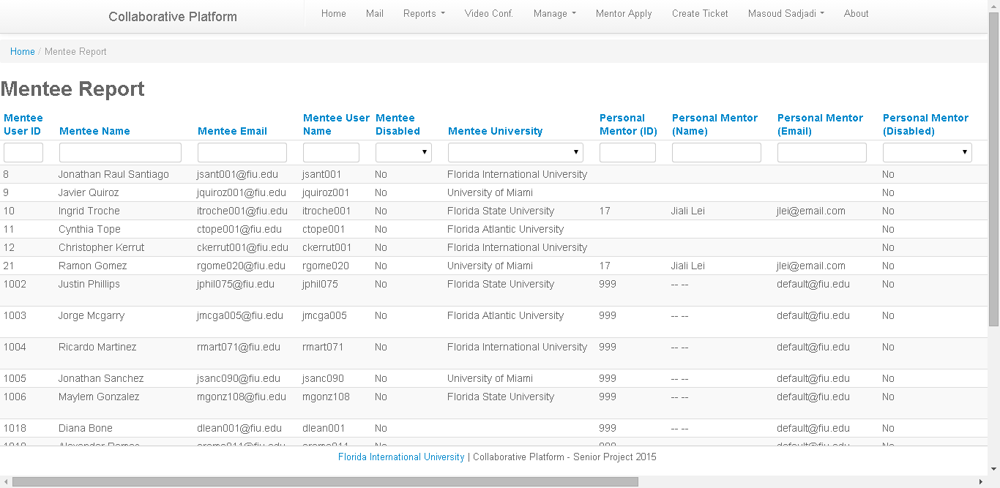 Collaborative Platform Home Mail Reports Video Conf. Manage Mentor Apply Create Ticket Masoud Sadjadi About
Home / Mentee Report
Mentee Report
Mentee User ID Mentee Name Mentee Email Mentee User Name Mentee Disabled Mentee University Personal Mentor (ID) Personal Mentor (Name) Personal Mentor (Email) Personal Mentor (Disabled)
8 Jonathan Raul Santiago jsant001@fiu.edu jsant001 No Florida International University No
9 Javier Quiroz jquiroz001@fiu.edu jquiroz001 No University of Miami No
10 Ingrid Troche itroche001@fiu.edu itroche001 No Florida State University 17 Jiali Lei jlei@email.com No
11 Cynthia Tope ctope001@fiu.edu ctope001 No Florida Atlantic University No
12 Christopher Kerrut ckerrut001@fiu.edu ckerrut001 No Florida International University No
21 Ramon Gomez rgome020@fiu.edu rgome020 No University of Miami 17 Jiali Lei jlei@email.com No
1002 Justin Phillips jphil075@fiu.edu jphil075 No Florida State University 999 -- -- default@fiu.edu No
1003 Jorge Mcgarry jmcga005@fiu.edu jmcga005 No Florida Atlantic University 999 -- -- default@fiu.edu No
1004 Ricardo Martinez rmart071@fiu.edu rmart071 No Florida International University 999 -- -- default@fiu.edu No
1005 Jonathan Sanchez jsanc090@fiu.edu jsanc090 No University of Miami 999 -- -- default@fiu.edu No
1006 Maylem Gonzalez mgonz108@fiu.edu mgonz108 No Florida State University 999 -- -- default@fiu.edu No
1018 Diana Bone dlean001@fiu.edu dlean001 No 999 -- -- default@fiu.edu No
Florida International University | Collaborative Platform - Senior Project 2015